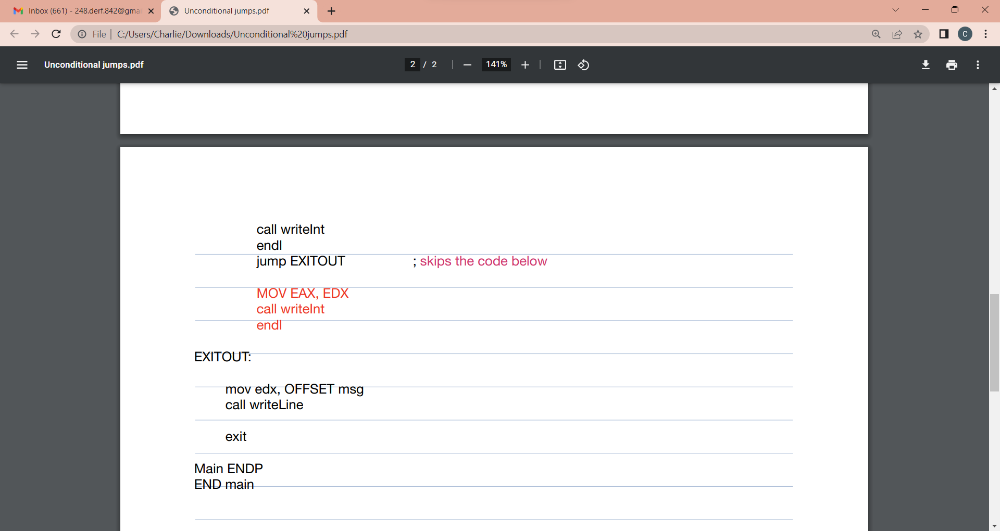 Inbox (661) - 248.derf.842@gmai
Unconditional jumps.pdf
File | C:/Users/Charlie/Downloads/Unconditional%20jumps.pdf
C
Unconditional jumps.pdf
2 / 2
141%
call writeInt
endl
jump EXITOUT ; skips the code below
MOV EAX, EDX
call writeInt
endl
EXITOUT:
mov edx, OFFSET msg
call writeLine
exit
Main ENDP
END main